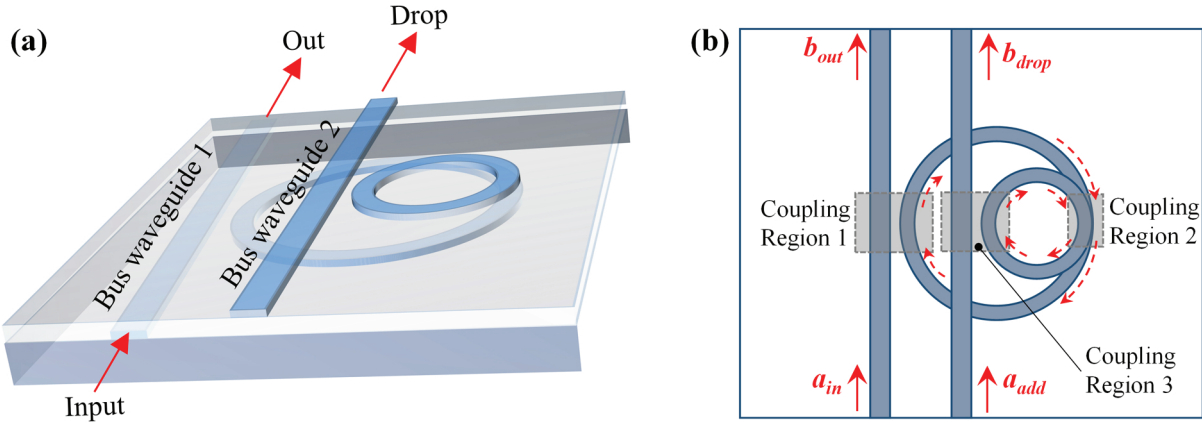 (a)
Out
Drop
Bus waveguide 1
Bus waveguide 2
Input
(b)
b_out
b_drop
Coupling
Region 1
Coupling
Region 2
Coupling
Region 3
a_in
a_add